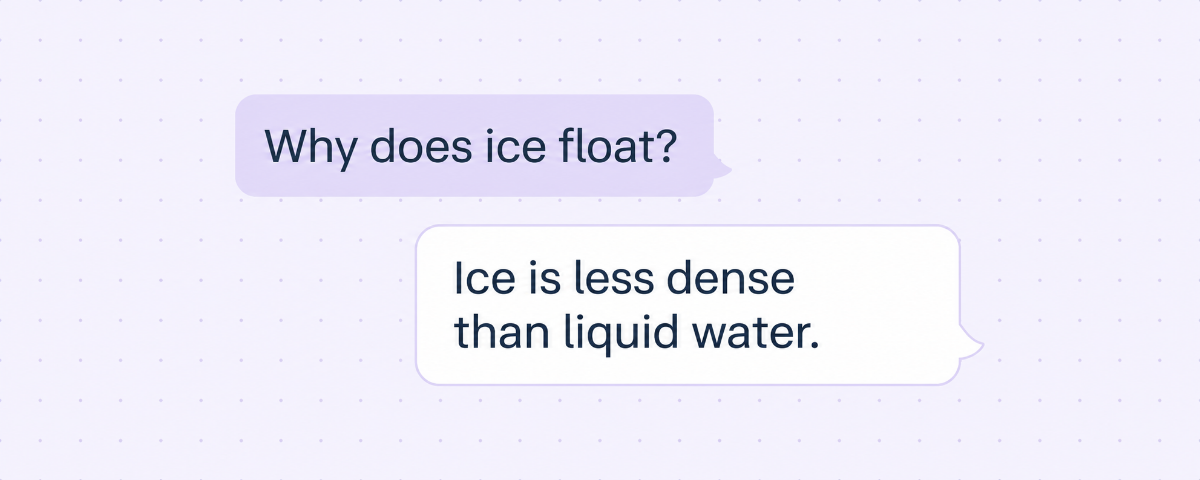 Why does ice float?
Ice is less dense
than liquid water.